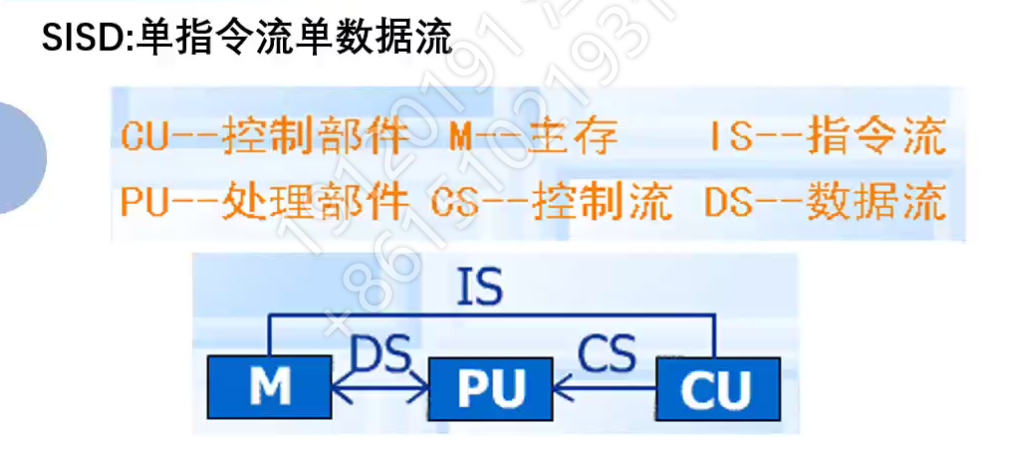 SISD:单指令流单数据流
CU--控制部件 M--主存 IS--指令流
PU--处理部件 CS--控制流 DS--数据流
IS
DS CS
M PU CU
19120191
+8615102193